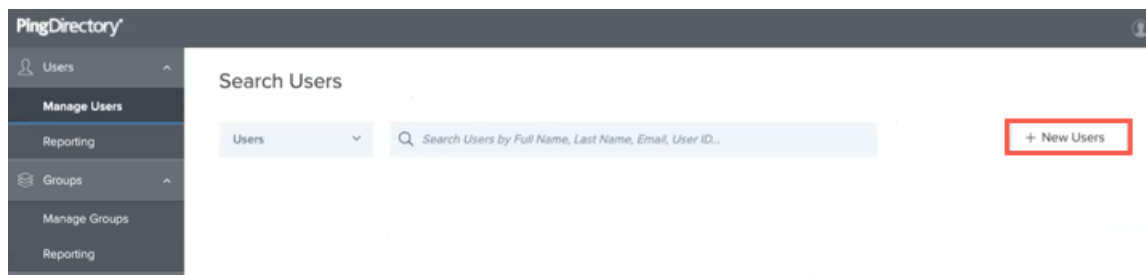 PingDirectory
Users
Manage Users
Reporting
Groups
Manage Groups
Reporting
Search Users
Users
Search Users by Full Name, Last Name, Email, User ID...
+ New Users